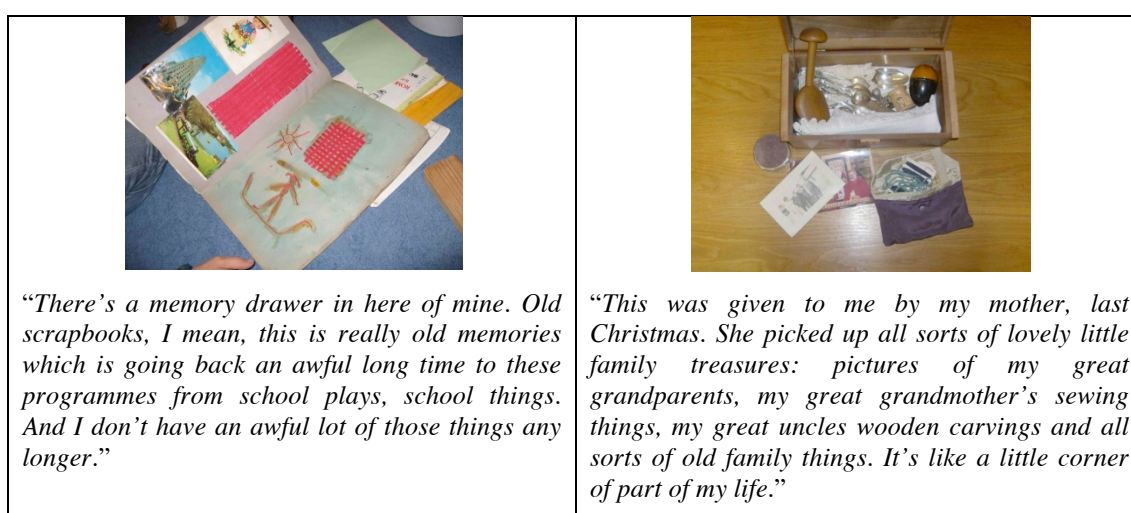 “There’s a memory drawer in here of mine. Old
scrapbooks, I mean, this is really old memories
which is going back an awful long time to these
programmes from school plays, school things.
And I don’t have an awful lot of those things any
longer.”
“This was given to me by my mother, last
Christmas. She picked up all sorts of lovely little
family treasures: pictures of my great
grandparents, my great grandmother’s sewing
things, my great uncles wooden carvings and all
sorts of old family things. It’s like a little corner
of part of my life.”